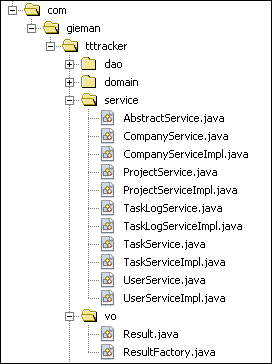 com
gieman
tttracker
dao
domain
service
AbstractService.java
CompanyService.java
CompanyServiceImpl.java
ProjectService.java
ProjectServiceImpl.java
TaskLogService.java
TaskLogServiceImpl.java
TaskService.java
TaskServiceImpl.java
UserService.java
UserServiceImpl.java
vo
Result.java
ResultFactory.java